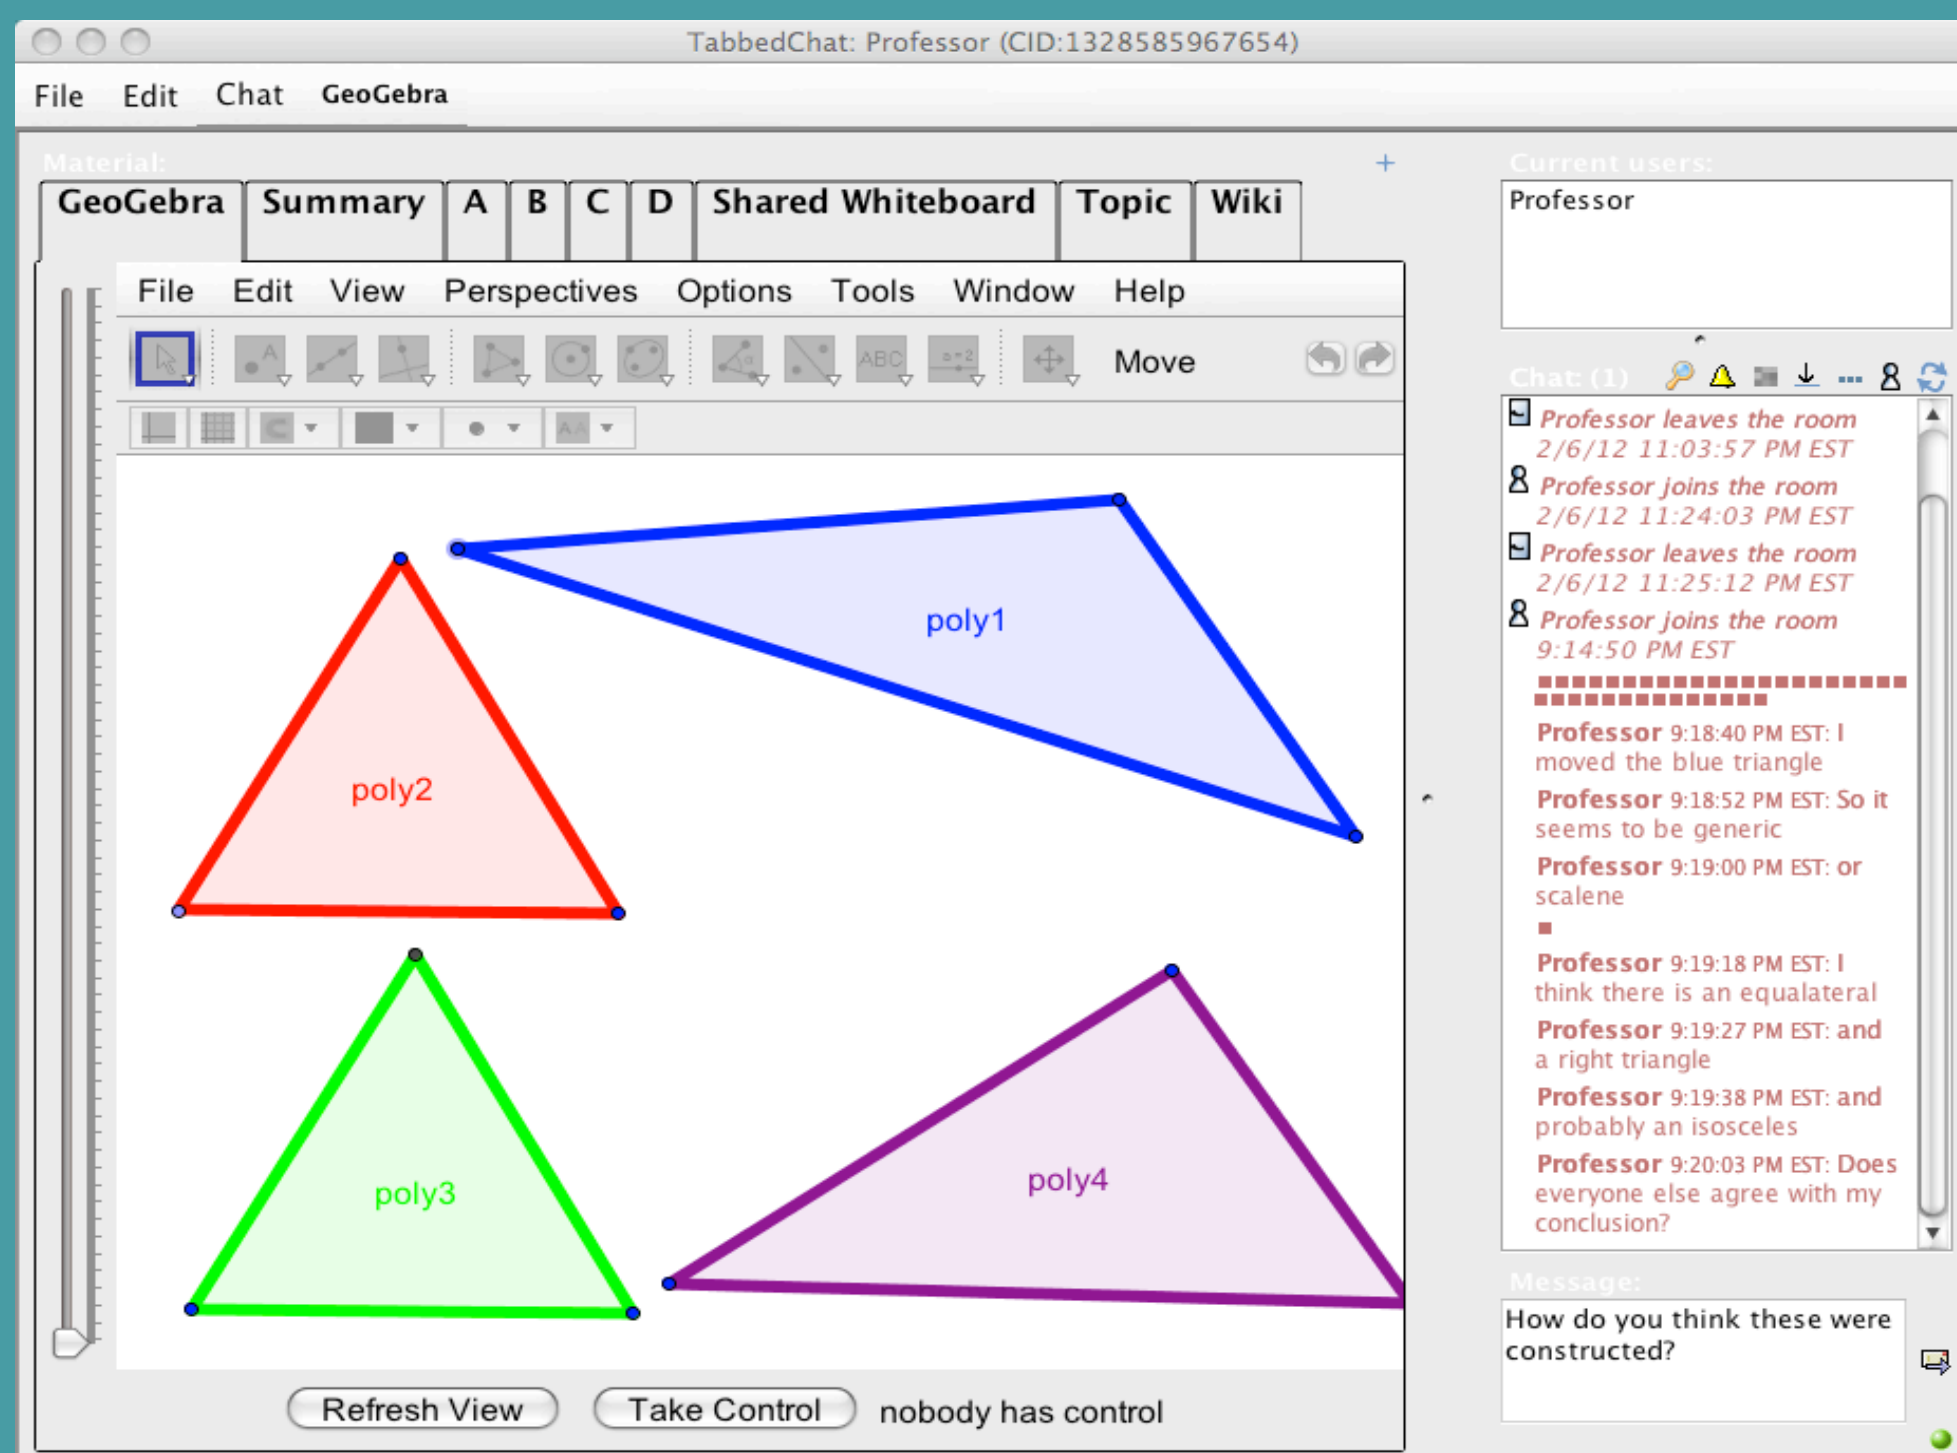 TabbedChat: Professor (CID:1328585967654)
File Edit Chat GeoGebra
Material:
GeoGebra Summary A B C D Shared Whiteboard Topic Wiki
File Edit View Perspectives Options Tools Window Help
A α ABC a=2 Move
AA
poly1
poly2
poly3
poly4
Refresh View Take Control nobody has control
Current users:
Professor
Chat: (1)
Professor leaves the room
2/6/12 11:03:57 PM EST
Professor joins the room
2/6/12 11:24:03 PM EST
Professor leaves the room
2/6/12 11:25:12 PM EST
Professor joins the room
9:14:50 PM EST
Professor 9:18:40 PM EST: I
moved the blue triangle
Professor 9:18:52 PM EST: So it
seems to be generic
Professor 9:19:00 PM EST: or
scalene
Professor 9:19:18 PM EST: I
think there is an equalateral
Professor 9:19:27 PM EST: and
a right triangle
Professor 9:19:38 PM EST: and
probably an isosceles
Professor 9:20:03 PM EST: Does
everyone else agree with my
conclusion?
Message:
How do you think these were
constructed?